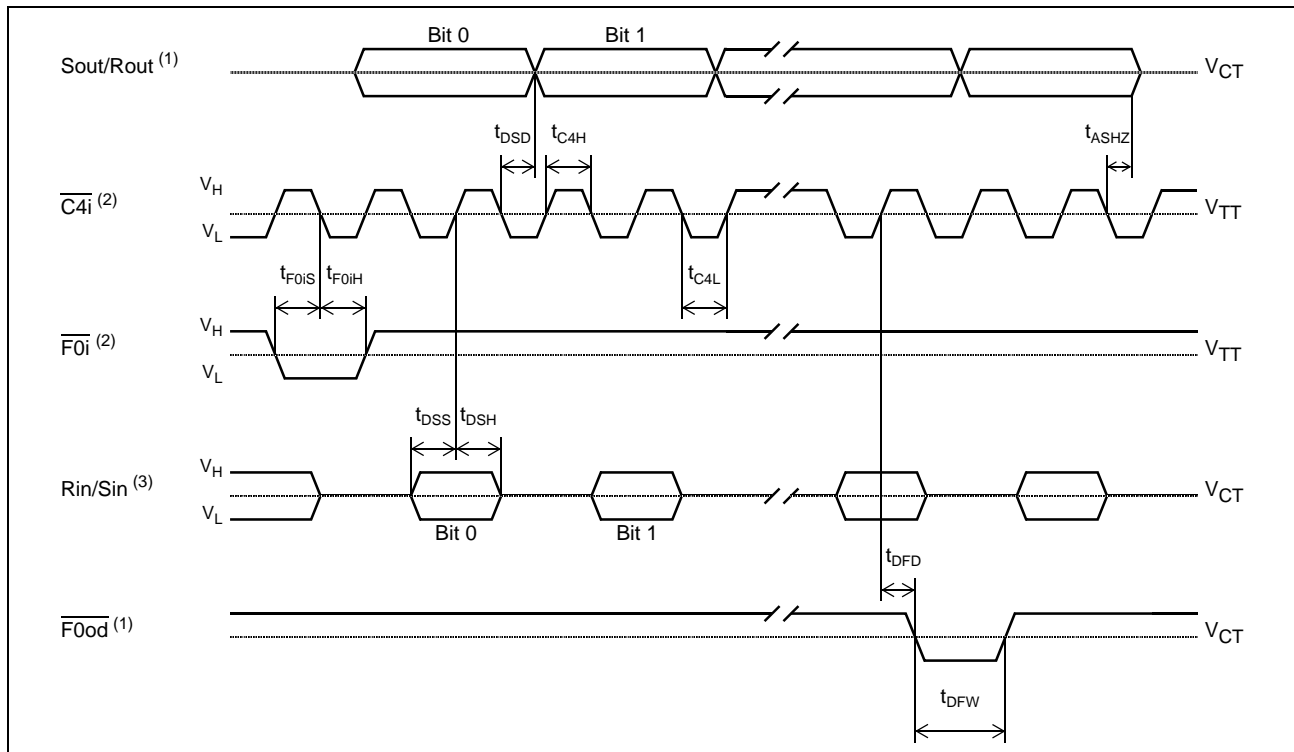 Bit 0 Bit 1
Sout/Rout (1) VCT
tDSD tC4H tASHZ
VH
C4i (2) VTT
VL
tF0iS tF0iH tC4L
VH
F0i (2) VTT
VL
tDSS tDSH
VH
Rin/Sin (3) VCT
VL
Bit 0 Bit 1
tDFD
F0od (1) VCT
tDFW